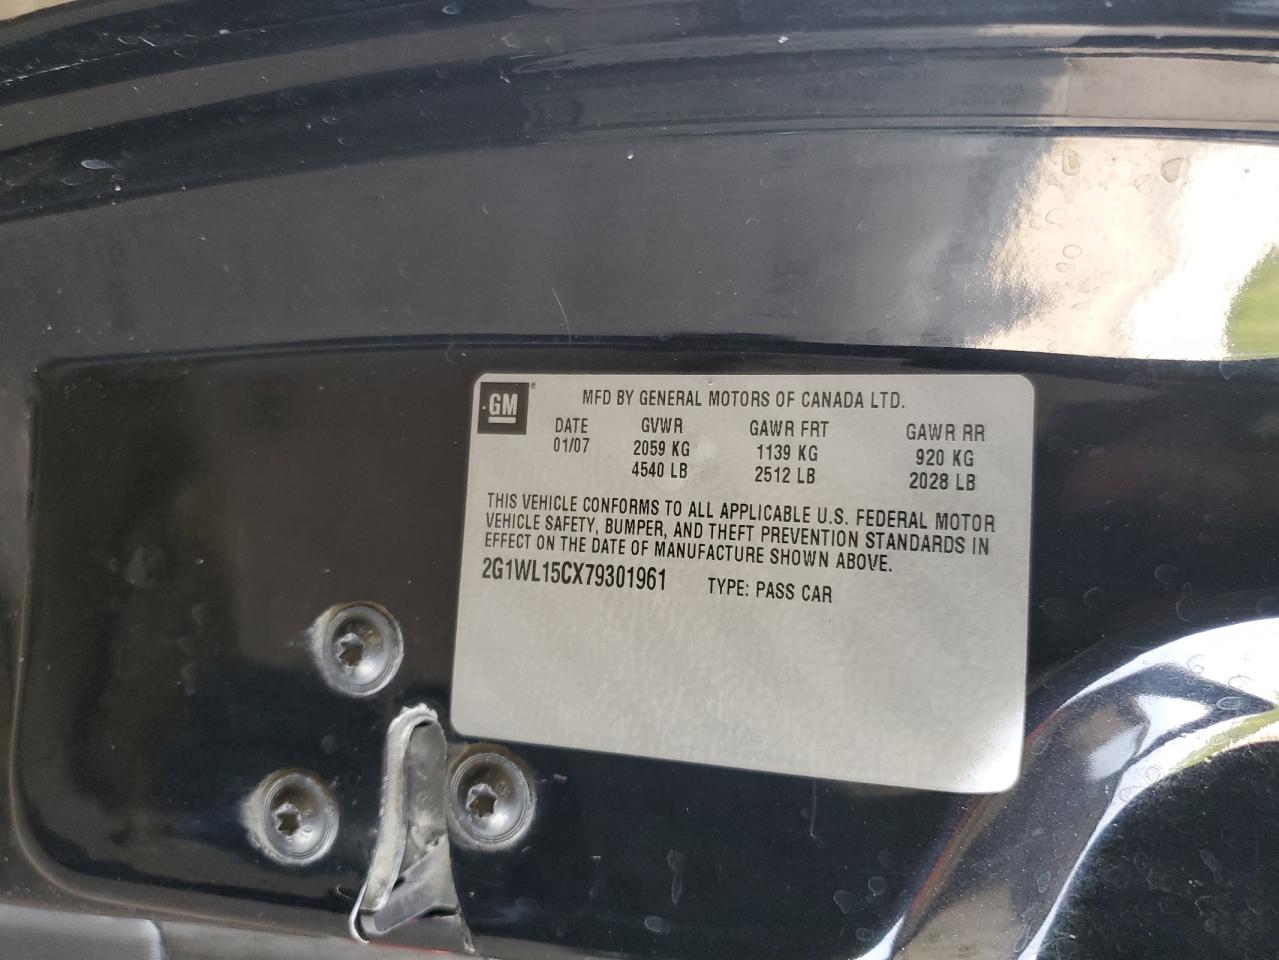 GM
MFD BY GENERAL MOTORS OF CANADA LTD.
DATE GVWR GAWR FRT GAWR RR
01/07 2059 KG 1139 KG 920 KG
4540 LB 2512 LB 2028 LB
THIS VEHICLE CONFORMS TO ALL APPLICABLE U.S. FEDERAL MOTOR
VEHICLE SAFETY, BUMPER, AND THEFT PREVENTION STANDARDS IN
EFFECT ON THE DATE OF MANUFACTURE SHOWN ABOVE.
2G1WL15CX79301961 TYPE: PASS CAR